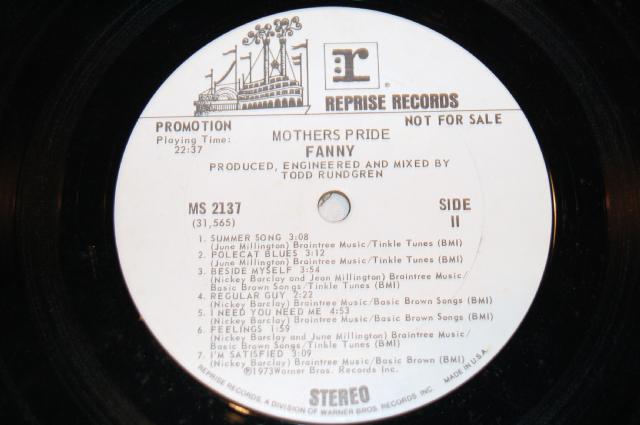 r
REPRISE RECORDS
PROMOTION
NOT FOR SALE
Playing Time:
22:37
MOTHERS PRIDE
FANNY
PRODUCED, ENGINEERED AND MIXED BY
TODD RUNDGREN
MS 2137
(31,565)
SIDE
II
1. SUMMER SONG 3:08
(June Millington) Braintree Music/Tinkle Tunes (BMI)
2. POLECAT BLUES 3:12
(June Millington) Braintree Music/Tinkle Tunes (BMI)
3. BESIDE MYSELF 3:54
(Nickey Barclay and Jean Millington) Braintree Music/
Basic Brown Songs/Tinkle Tunes (BMI)
4. REGULAR GUY 2:22
(Nickey Barclay) Braintree Music/Basic Brown Songs (BMI)
5. I NEED YOU NEED ME 4:53
(Nickey Barclay) Braintree Music/Basic Brown Songs (BMI)
6. FEELINGS 1:59
(Nickey Barclay and June Millington) Braintree Music/
Basic Brown Songs/Tinkle Tunes (BMI)
7. I'M SATISFIED 3:09
(Nickey Barclay) Braintree Music/Basic Brown (BMI)
℗1973 Warner Bros. Records Inc.
STEREO
REPRISE RECORDS, A DIVISION OF WARNER BROS. RECORDS INC. MADE IN U.S.A.